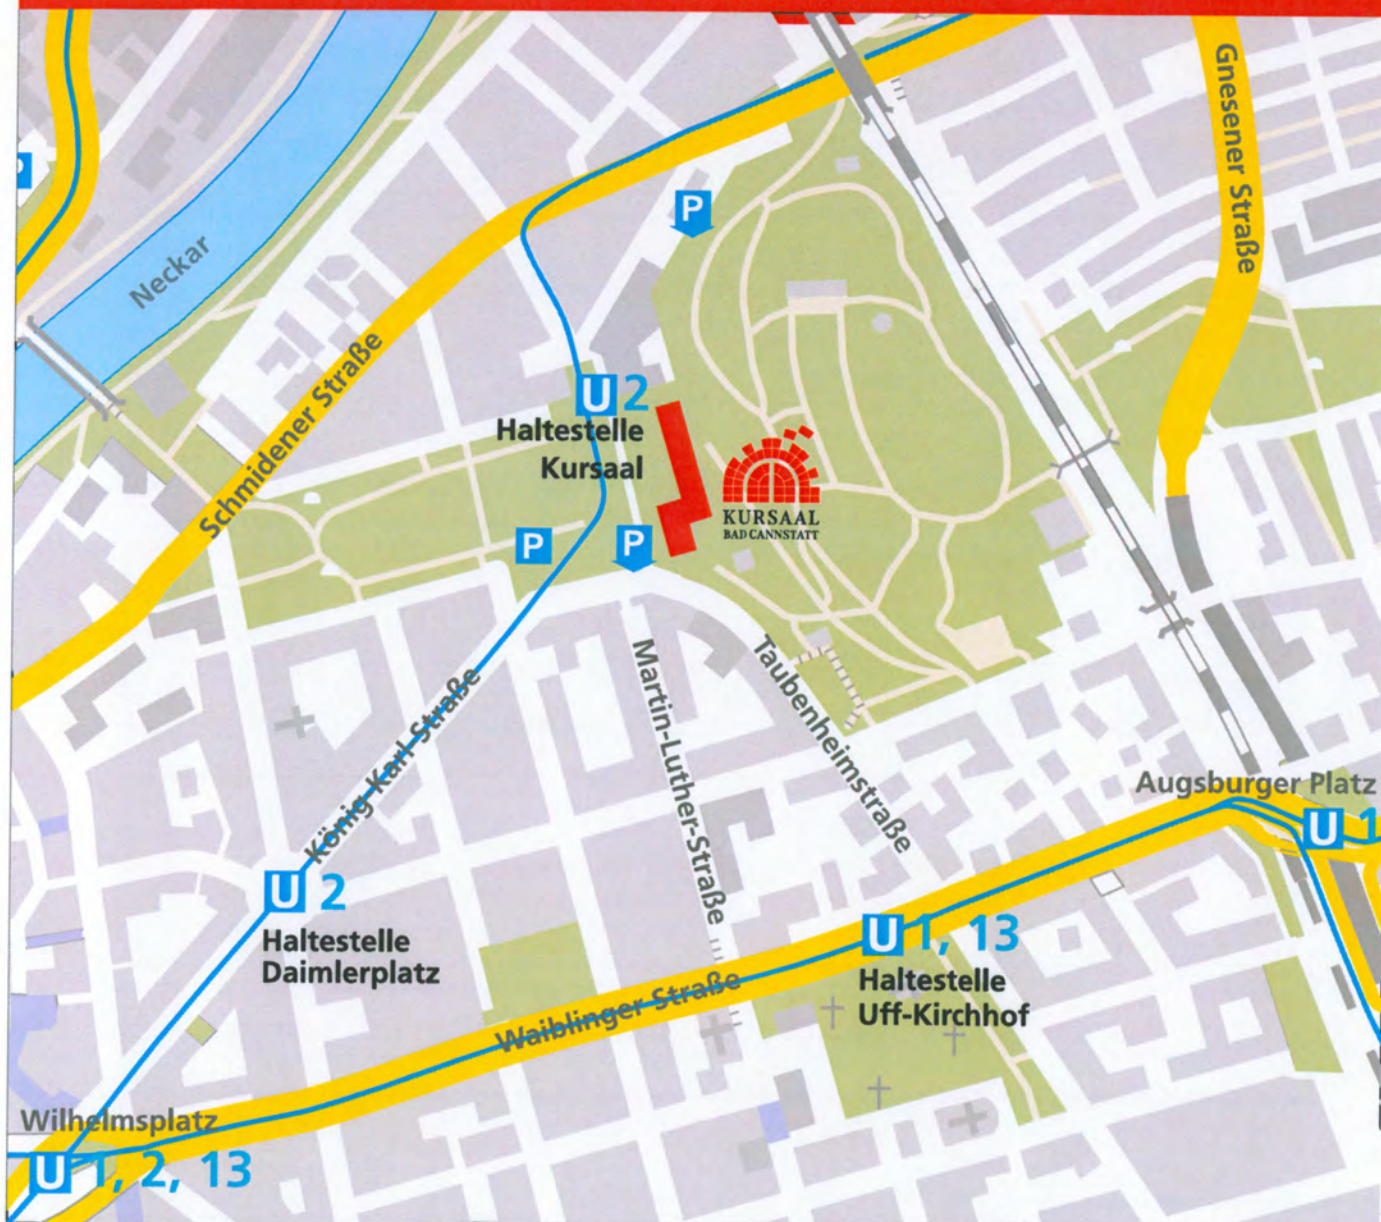 Gnesener Straße
P
Neckar
Schmidener Straße
U 2
Haltestelle
Kursaal
KURSAAL
BAD CANNSTATT
P
P
Martin-Luther-Straße
Taubenheimstraße
König-Karl-Straße
Augsburger Platz
U 1
U 2
Haltestelle
Daimlerplatz
U 1, 13
Haltestelle
Uff-Kirchhof
Waiblinger Straße
Wilhelmsplatz
U 1, 2, 13